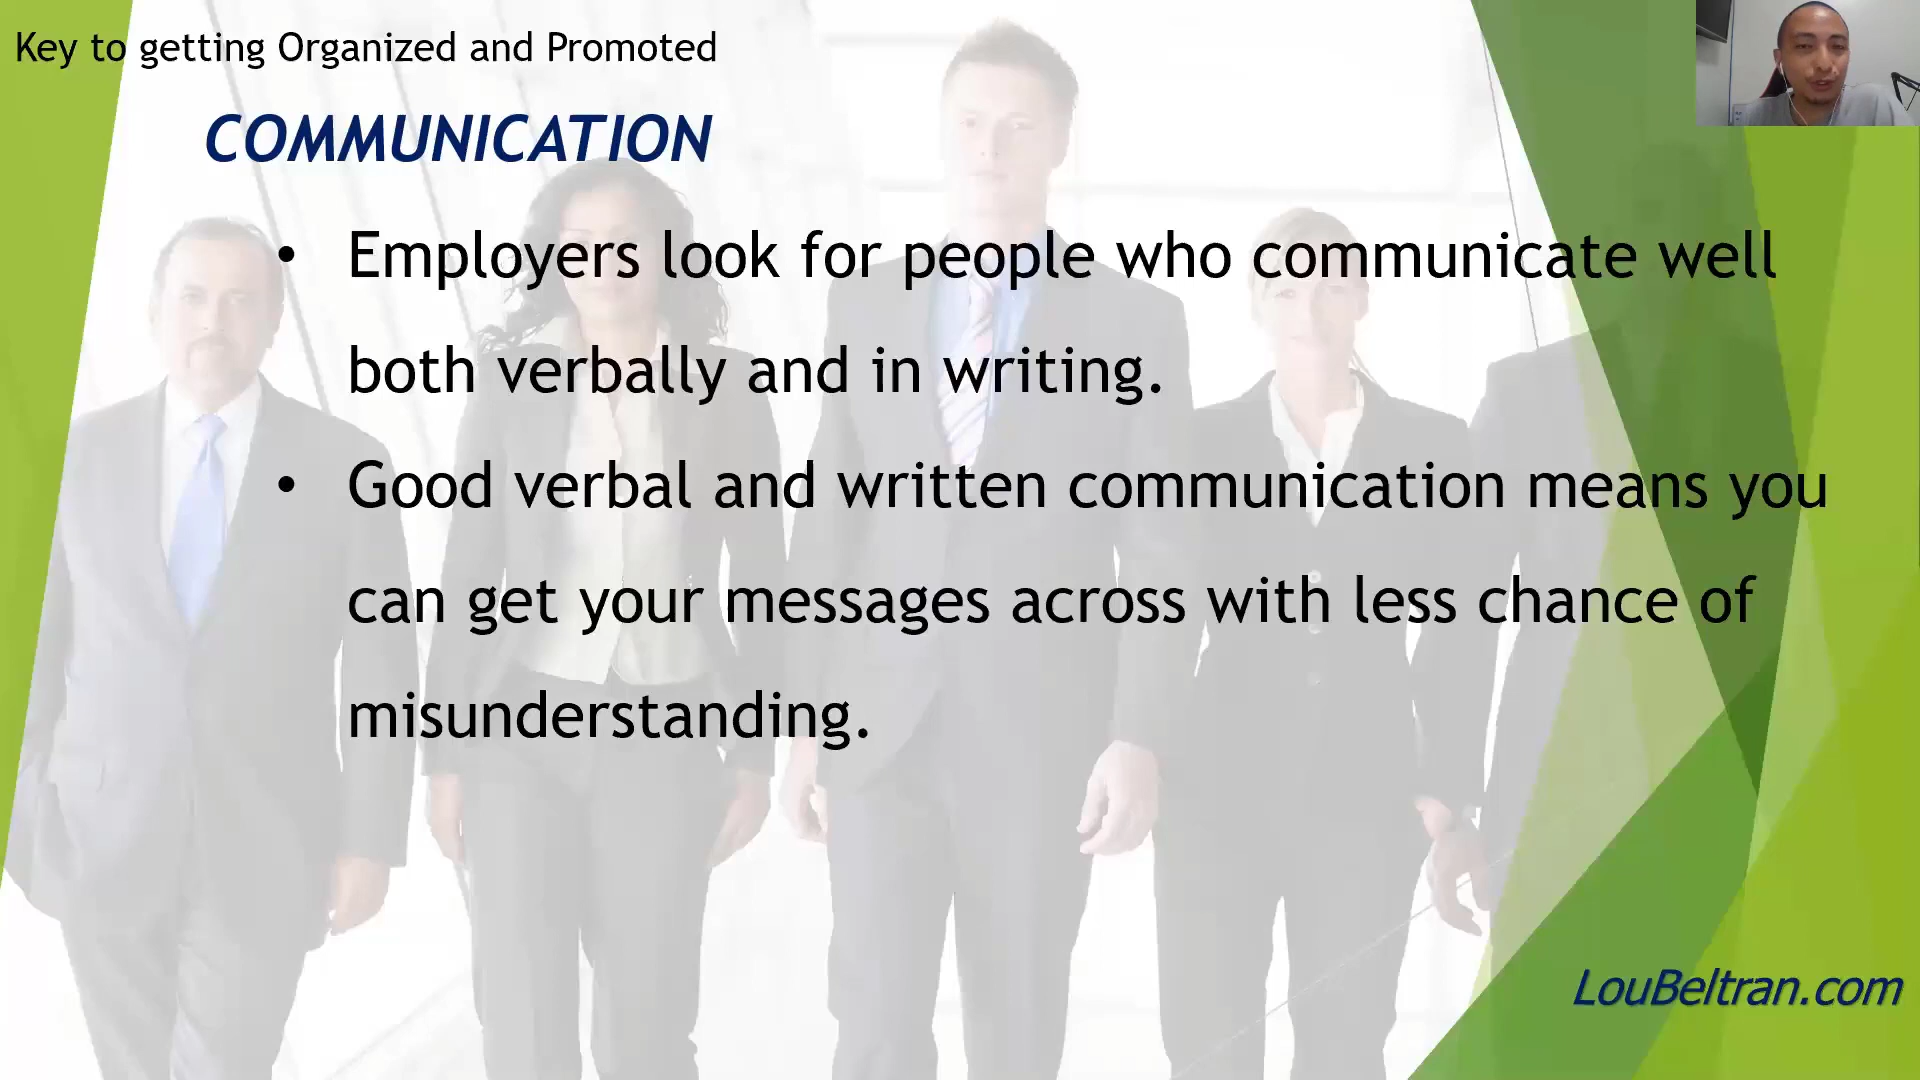 Key to getting Organized and Promoted
COMMUNICATION
• Employers look for people who communicate well
both verbally and in writing.
• Good verbal and written communication means you
can get your messages across with less chance of
misunderstanding.
LouBeltran.com